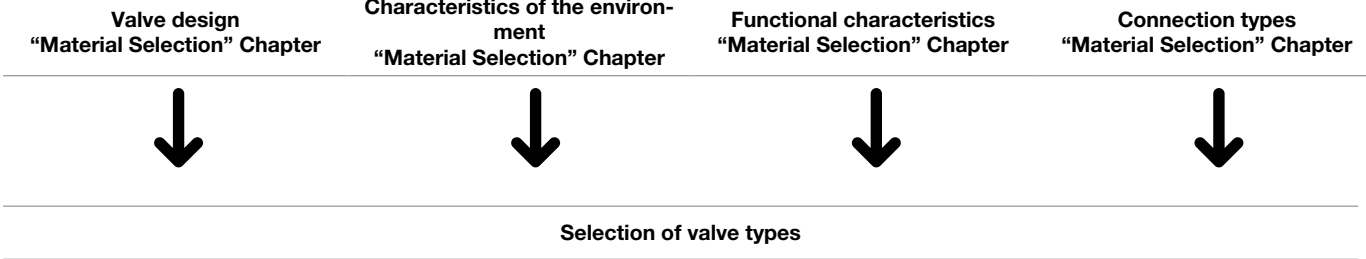 Valve design
“Material Selection” Chapter
Characteristics of the environ-
ment
“Material Selection” Chapter
Functional characteristics
“Material Selection” Chapter
Connection types
“Material Selection” Chapter
Selection of valve types